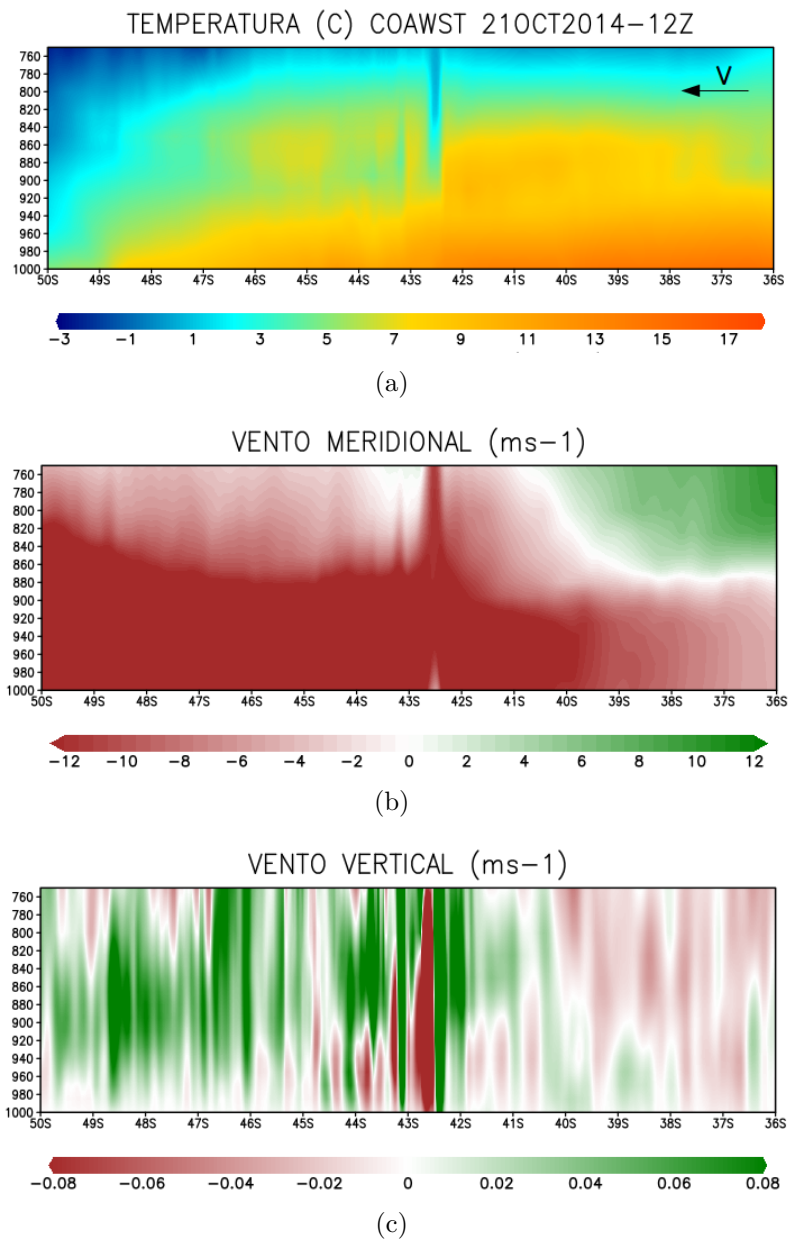 TEMPERATURA (C) COAWST 21OCT2014-12Z
760
780
800
840
860
880
900
920
940
960
980
1000
V
50S 49S 48S 47S 46S 45S 44S 43S 42S 41S 40S 39S 38S 37S 36S
-3 -1 1 3 5 7 9 11 13 15 17
(a)
VENTO MERIDIONAL (ms-1)
760
780
800
820
840
860
880
900
920
940
960
980
1000
50S 49S 48S 47S 46S 45S 44S 43S 42S 41S 40S 39S 38S 37S 36S
-12 -10 -8 -6 -4 -2 0 2 4 6 8 10 12
(b)
VENTO VERTICAL (ms-1)
760
780
800
820
840
860
880
900
920
940
960
980
1000
50S 49S 48S 47S 46S 45S 44S 43S 42S 41S 40S 39S 38S 37S 36S
-0.08 -0.06 -0.04 -0.02 0 0.02 0.04 0.06 0.08
(c)